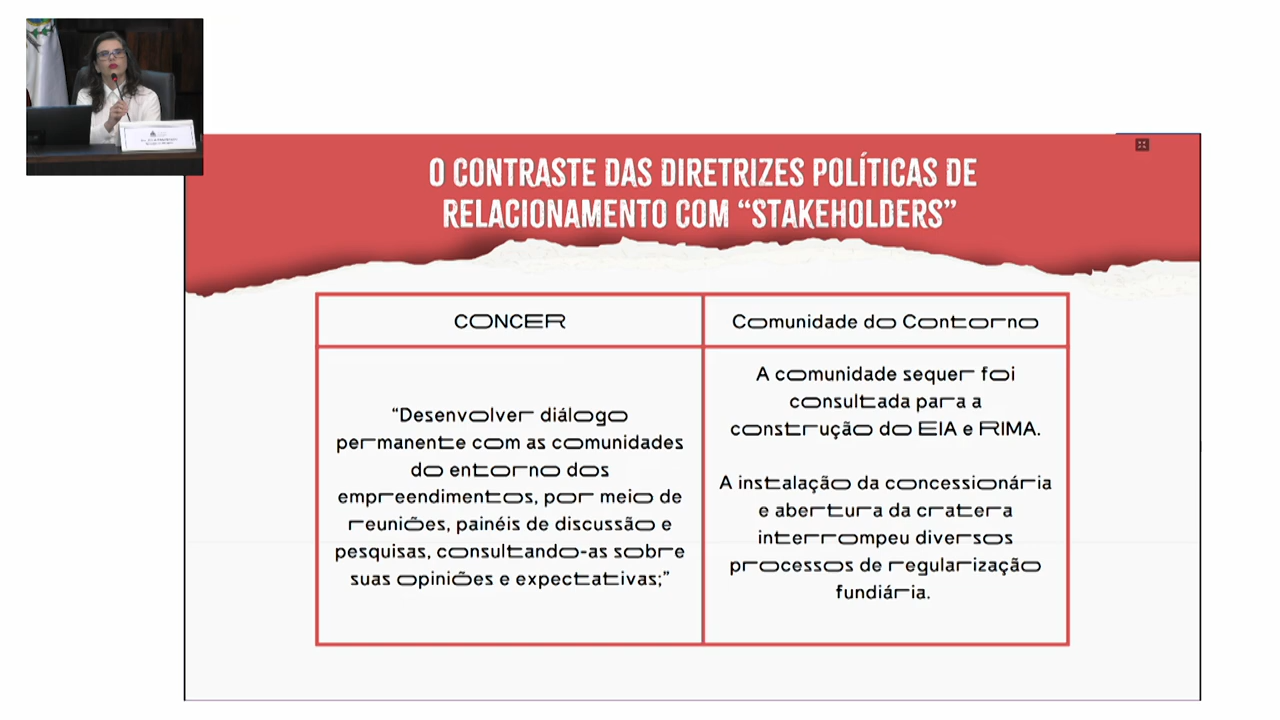 O CONTRASTE DAS DIRETRIZES POLÍTICAS DE
RELACIONAMENTO COM “STAKEHOLDERS”
CONCER
“Desenvolver diálogo
permanente com as comunidades
do entorno dos
empreendimentos, por meio de
reuniões, painéis de discussão e
pesquisas, consultando-as sobre
suas opiniões e expectativas;”
Comunidade do Contorno
A comunidade sequer foi
consultada para a
construção do EIA e RIMA.
A instalação da concessionária
e abertura da cratera
interrompeu diversos
processos de regularização
fundiária.